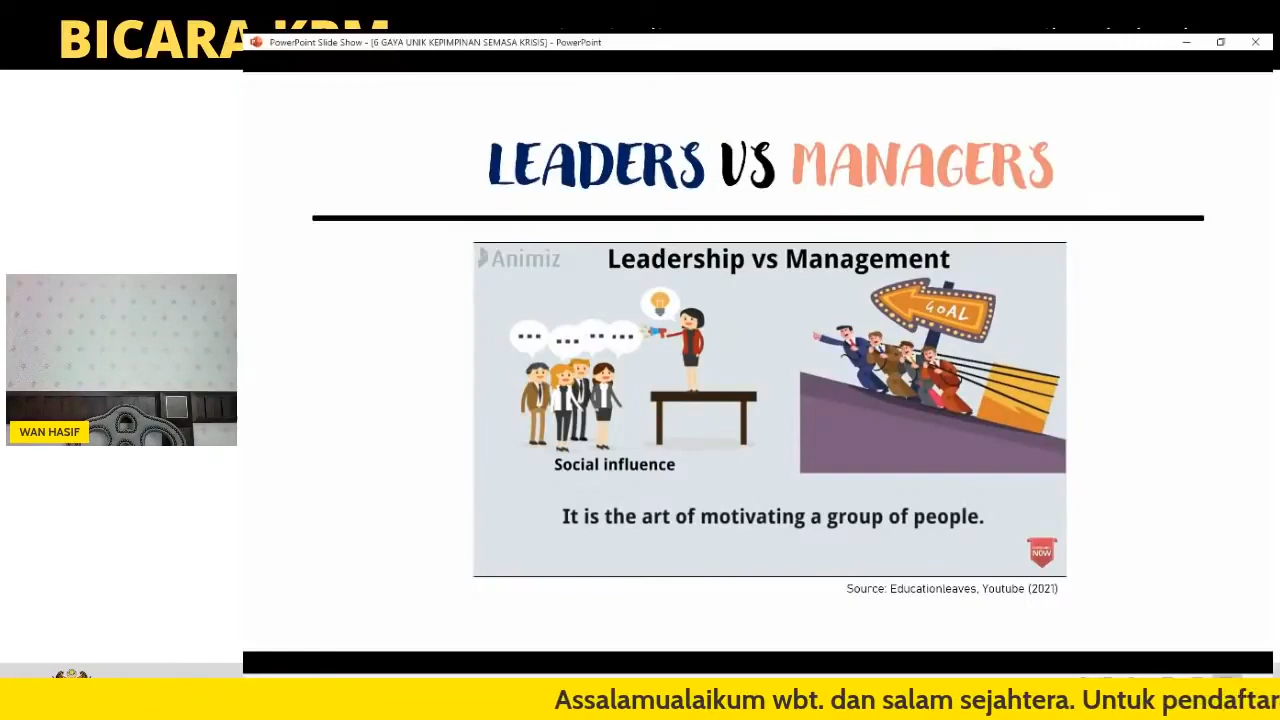 BICARA KPM
PowerPoint Slide Show - [6 GAYA UNIK KEPIMPINAN SEMASA KRISIS] - PowerPoint
LEADERS VS MANAGERS
Animiz
Leadership vs Management
GOAL
Social influence
It is the art of motivating a group of people.
NOW
Source: Educationleaves, Youtube (2021)
WAN HASIF
Assalamualaikum wbt. dan salam sejahtera. Untuk pendaftar